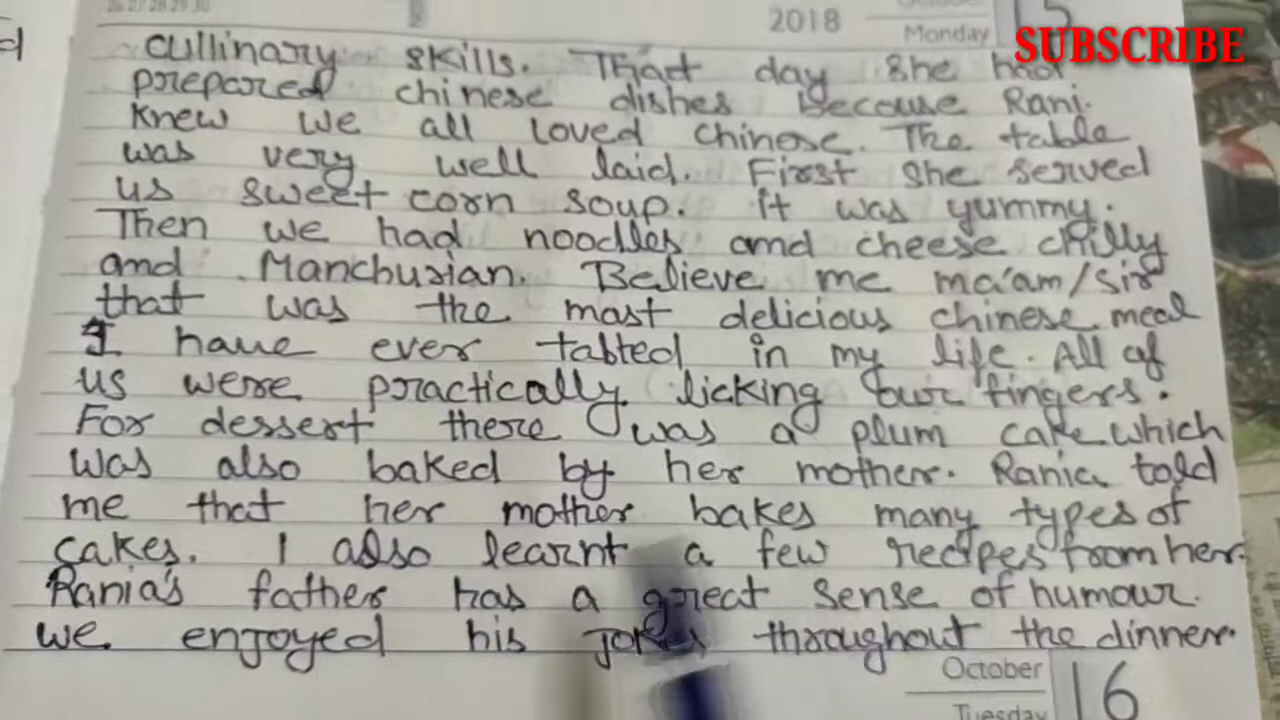 2018
October
Monday 15
SUBSCRIBE
d
cullinary skills. That day she had
prepared chinese dishes because Rani.
knew we all loved chinese. The table
was very well laid. First she served
us sweet corn soup. it was yummy.
Then we had noodles and cheese chilly
and Manchurian. Believe me ma'am/sir
that was the most delicious chinese meal
I have ever tabted in my life. All of
us were practically licking our fingers.
For dessert there was a plum cake which
was also baked by her mother. Rania told
me that her mother bakes many types of
cakes. I also learnt a few recipes from her.
Rania's father has a great sense of humour.
we enjoyed his jokes throughout the dinner.
October
Tuesday 16